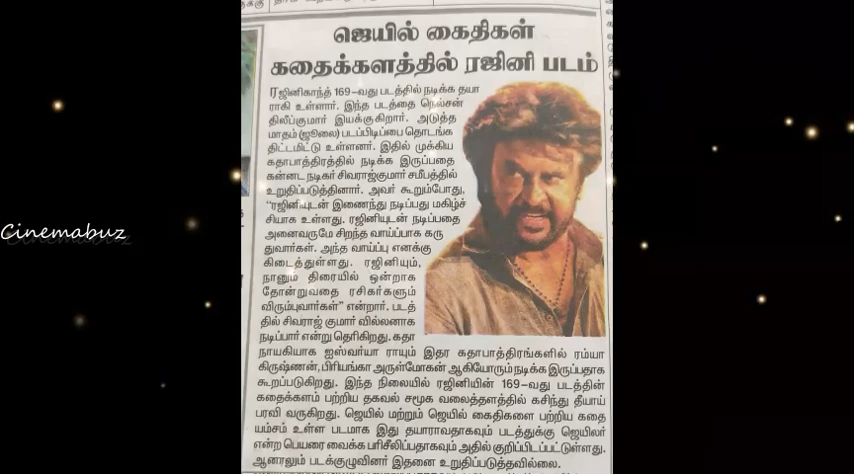 ஜெயில் கைதிகள்
கதைக்களத்தில் ரஜினி படம்
ரஜினிகாந்த் 169-வது படத்தில் நடிக்க தயா
ராகி உள்ளார். இந்த படத்தை நெல்சன்
திலீப்குமார் இயக்குகிறார். அடுத்த
மாதம் (ஜூலை) படப்பிடிப்பை தொடங்க
திட்டமிட்டு உள்ளனர். இதில் முக்கிய
கதாபாத்திரத்தில் நடிக்க இருப்பதை
கன்னட நடிகர் சிவராஜ்குமார் சமீபத்தில்
உறுதிப்படுத்தினார். அவர் கூறும்போது,
"ரஜினியுடன் இணைந்து நடிப்பது மகிழ்ச்
சியாக உள்ளது. ரஜினியுடன் நடிப்பதை
அனைவருமே சிறந்த வாய்ப்பாக கரு
துவார்கள். அந்த வாய்ப்பு எனக்கு
கிடைத்துள்ளது. ரஜினியும்,
நானும் திரையில் ஒன்றாக
தோன்றுவதை ரசிகர்களும்
விரும்புவார்கள்" என்றார். படத்
தில் சிவராஜ் குமார் வில்லனாக
நடிப்பார் என்று தெரிகிறது. கதா
நாயகியாக ஐஸ்வர்யா ராயும் இதர கதாபாத்திரங்களில் ரம்யா
கிருஷ்ணன், பிரியங்கா அருள்மோகன் ஆகியோரும் நடிக்க இருப்பதாக
கூறப்படுகிறது. இந்த நிலையில் ரஜினியின் 169-வது படத்தின்
கதைக்களம் பற்றிய தகவல் சமூக வலைத்தளத்தில் கசிந்து தீயாய்
பரவி வருகிறது. ஜெயில் மற்றும் ஜெயில் கைதிகளை பற்றிய கதை
யம்சம் உள்ள படமாக இது தயாராவதாகவும் படத்துக்கு ஜெயிலர்
என்ற பெயரை வைக்க பரிசீலிப்பதாகவும் அதில் குறிப்பிடப்பட்டுள்ளது.
ஆனாலும் படக்குழுவினர் இதனை உறுதிப்படுத்தவில்லை.
Cinemabuz